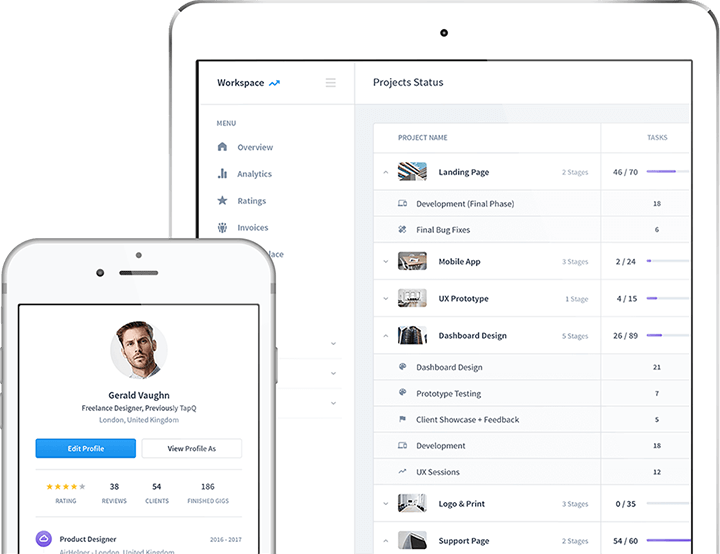 Workspace
Projects Status
MENU
Overview
Analytics
Ratings
Invoices
lace
PROJECT NAME TASKS
Landing Page 2 Stages 46 / 70
Development (Final Phase) 18
Final Bug Fixes 6
Mobile App 3 Stages 2 / 24
UX Prototype 1 Stage 4 / 15
Dashboard Design 5 Stages 26 / 89
Dashboard Design 21
Prototype Testing 7
Client Showcase + Feedback 5
Development 18
UX Sessions 12
Logo & Print 3 Stages 0 / 35
Support Page 2 Stages 54 / 60
Gerald Vaughn
Freelance Designer, Previously TapQ
London, United Kingdom
Edit Profile View Profile As
38 54 186
RATING REVIEWS CLIENTS FINISHED GIGS
Product Designer 2016 - 2017
AirHelper - London, United Kingdom